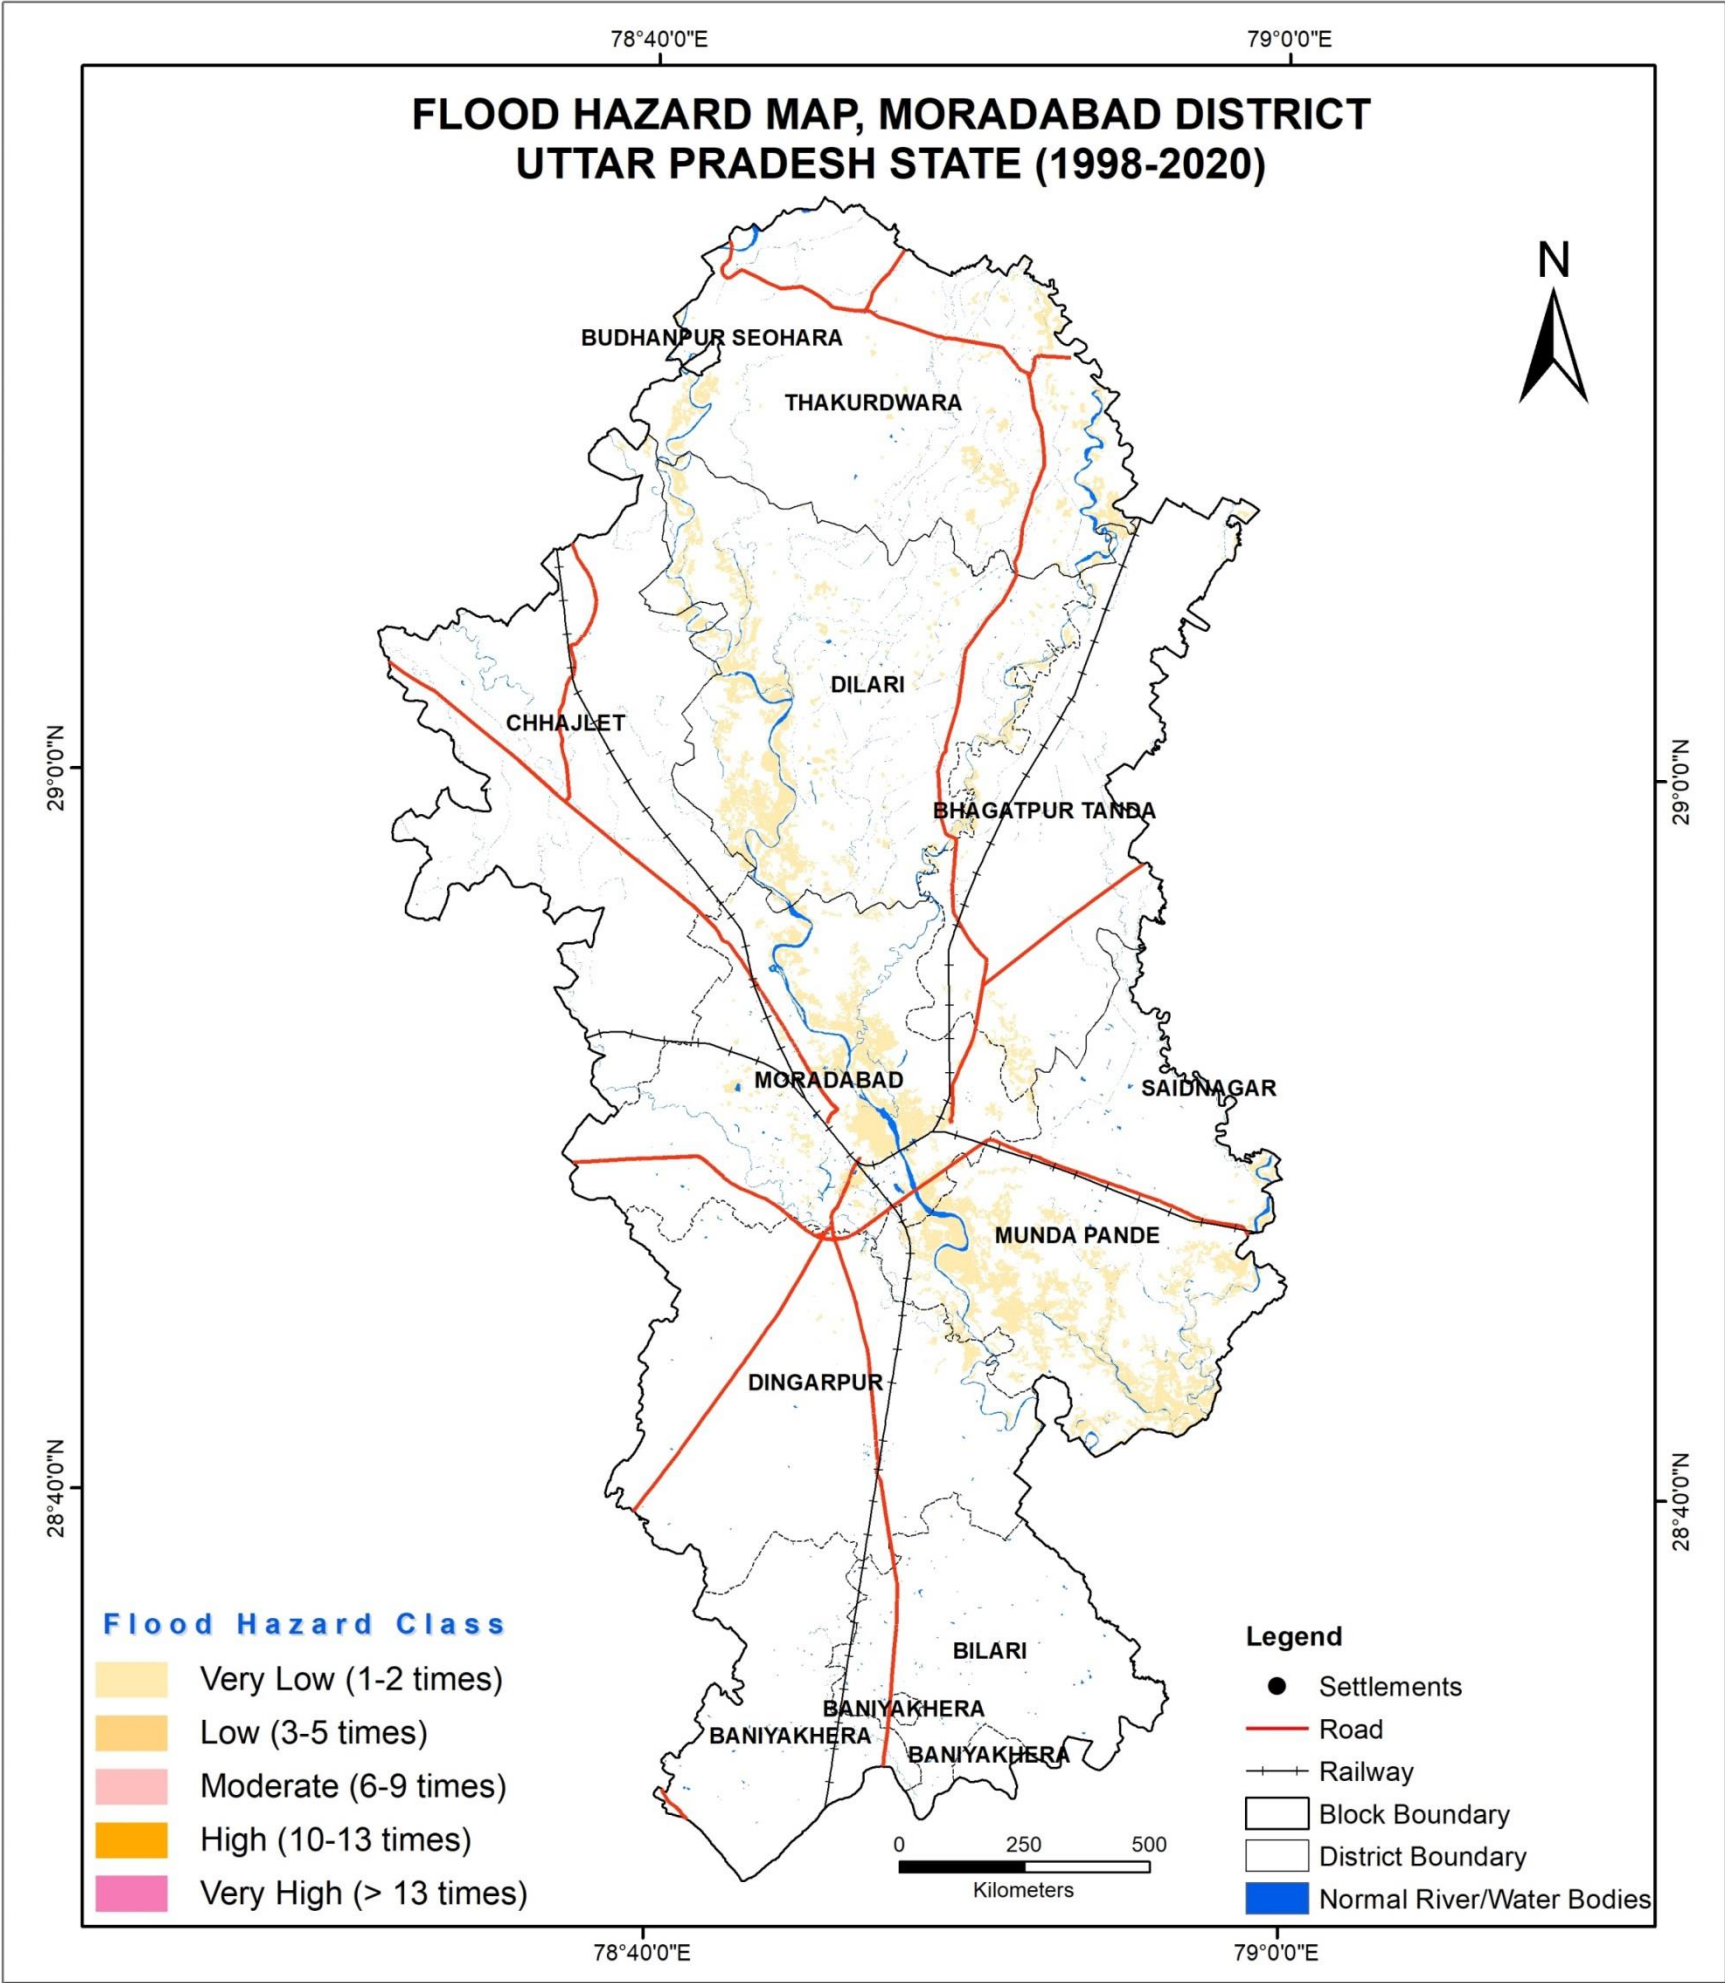 78°40'0"E
79°0'0"E
FLOOD HAZARD MAP, MORADABAD DISTRICT
UTTAR PRADESH STATE (1998-2020)
N
BUDHANPUR SEOHARA
THAKURDWARA
DILARI
CHHAJLET
29°0'0"N
29°0'0"N
BHAGATPUR TANDA
MORADABAD
SAIDNAGAR
MUNDA PANDE
DINGARPUR
28°40'0"N
28°40'0"N
BILARI
BANIYAKHERA
BANIYAKHERA
BANIYAKHERA
Flood Hazard Class
Very Low (1-2 times)
Low (3-5 times)
Moderate (6-9 times)
High (10-13 times)
Very High (> 13 times)
0 250 500
Kilometers
Legend
Settlements
Road
Railway
Block Boundary
District Boundary
Normal River/Water Bodies
78°40'0"E
79°0'0"E